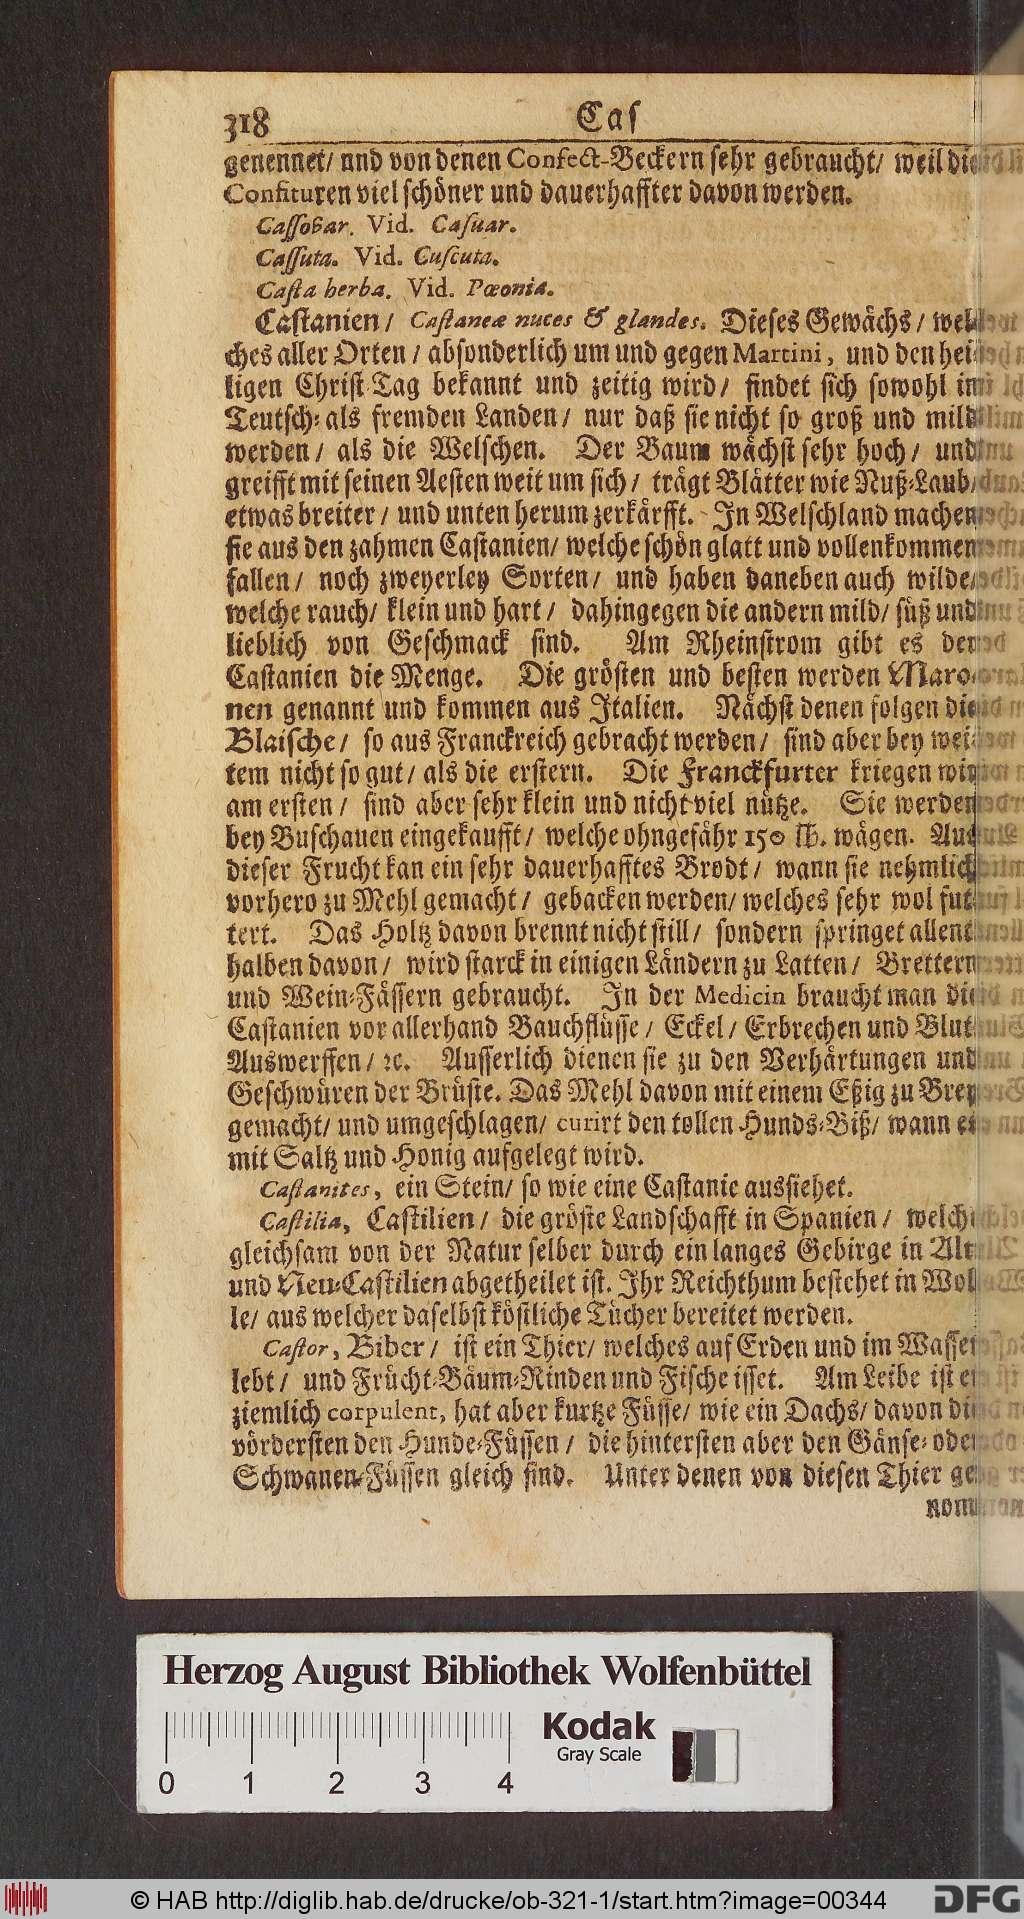 318 Cas
genennet/ und von denen Confect-Beckern sehr gebraucht/ weil die
Confituren viel schöner und dauerhaffter davon werden.
Cassobar. Vid. Casuar.
Cassuta. Vid. Cuscuta.
Casta herba. Vid. Pœonia.
Castanien/ Castaneæ nuces & glandes. Dieses Gewächs/ wel-
ches aller Orten/ absonderlich um und gegen Martini, und den hei-
ligen Christ-Tag bekannt und zeitig wird/ findet sich sowohl in
Teutsch- als fremden Landen/ nur daß sie nicht so groß und mild
werden/ als die Welschen. Der Baum wächst sehr hoch/ und
greifft mit seinen Aesten weit um sich/ trägt Blätter wie Nuß-Laub/
etwas breiter/ und unten herum zerkärfft. In Welschland machen
sie aus den zahmen Castanien/ welche schön glatt und vollenkommen
fallen/ noch zweyerley Sorten/ und haben daneben auch wilde/
welche rauch/ klein und hart/ dahingegen die andern mild/ süß und
lieblich von Geschmack sind. Am Rheinstrom gibt es der
Castanien die Menge. Die grösten und besten werden Maro-
nen genannt und kommen aus Italien. Nächst denen folgen die
Blaische/ so aus Franckreich gebracht werden/ sind aber bey wei-
tem nicht so gut/ als die erstern. Die Franckfurter kriegen wir
am ersten/ sind aber sehr klein und nicht viel nütze. Sie werden
bey Buschauen eingekaufft/ welche ohngefähr 150 lb. wägen. Aus
dieser Frucht kan ein sehr dauerhafftes Brodt/ wann sie nehmlich
vorhero zu Mehl gemacht/ gebacken werden/ welches sehr wol fut-
tert. Das Holtz davon brennt nicht still/ sondern springet allent-
halben davon/ wird starck in einigen Ländern zu Latten/ Brettern
und Wein-Fässern gebraucht. In der Medicin braucht man die
Castanien vor allerhand Bauchflüsse/ Eckel/ Erbrechen und Blut-
Auswerffen/ ꝛc. Ausserlich dienen sie zu den Verhärtungen und
Geschwüren der Brüste. Das Mehl davon mit einem Eßig zu Brey
gemacht/ und umgeschlagen/ curirt den tollen Hunds-Biß/ wann er
mit Saltz und Honig aufgelegt wird.
Castanites, ein Stein/ so wie eine Castanie aussiehet.
Castilia, Castilien/ die gröste Landschafft in Spanien/ welche
gleichsam von der Natur selber durch ein langes Gebirge in Alt-
und Neu-Castilien abgetheilet ist. Ihr Reichthum bestehet in Wol-
le/ aus welcher daselbst köstliche Tücher bereitet werden.
Castor, Biber/ ist ein Thier/ welches auf Erden und im Wasser
lebt/ und Frücht-Bäum-Rinden und Fische isset. Am Leibe ist er
ziemlich corpulent, hat aber kurtze Füsse/ wie ein Dachs/ davon die
vördersten den Hunde-Füssen/ die hintersten aber den Gänse- oder
Schwanen-Füssen gleich sind. Unter denen von diesen Thier ge-
nom-
Herzog August Bibliothek Wolfenbüttel
0 1 2 3 4
Kodak
Gray Scale
© HAB http://diglib.hab.de/drucke/ob-321-1/start.htm?image=00344
DFG